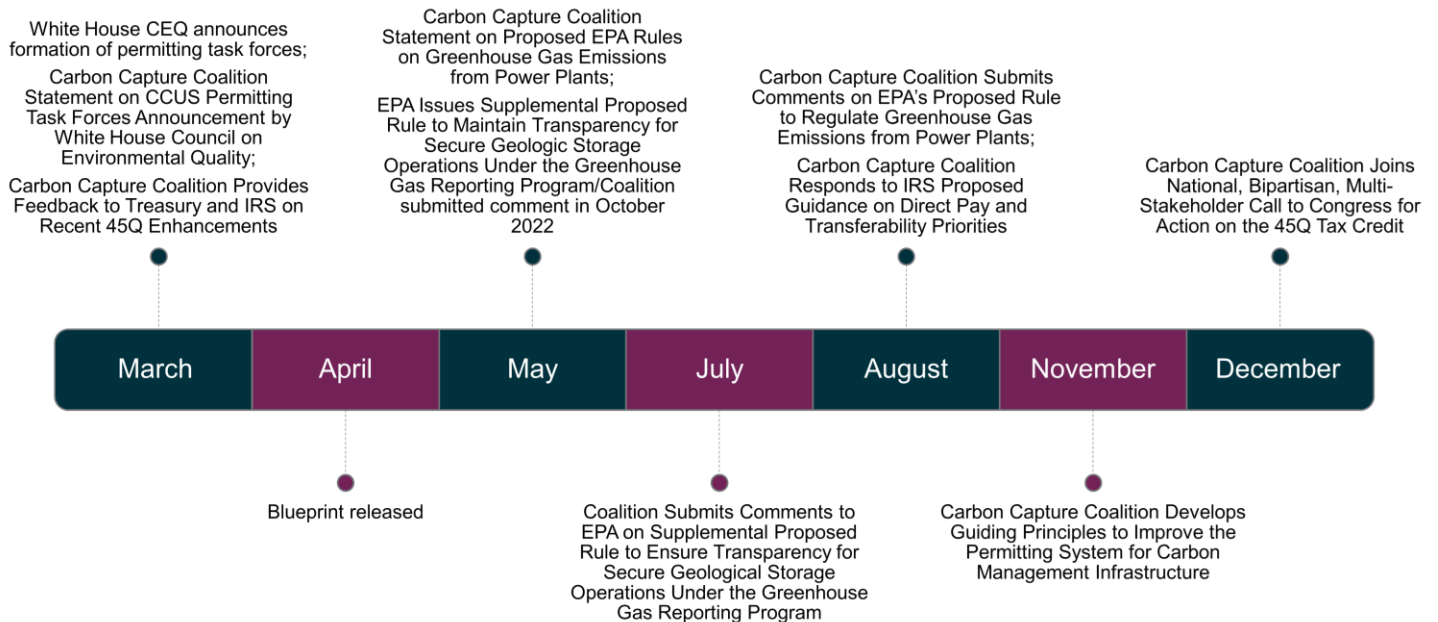 White House CEQ announces
formation of permitting task forces;
Carbon Capture Coalition
Statement on CCUS Permitting
Task Forces Announcement by
White House Council on
Environmental Quality;
Carbon Capture Coalition Provides
Feedback to Treasury and IRS on
Recent 45Q Enhancements
Carbon Capture Coalition
Statement on Proposed EPA Rules
on Greenhouse Gas Emissions
from Power Plants;
EPA Issues Supplemental Proposed
Rule to Maintain Transparency for
Secure Geologic Storage
Operations Under the Greenhouse
Gas Reporting Program/Coalition
submitted comment in October
2022
Carbon Capture Coalition Submits
Comments on EPA's Proposed Rule
to Regulate Greenhouse Gas
Emissions from Power Plants;
Carbon Capture Coalition
Responds to IRS Proposed
Guidance on Direct Pay and
Transferability Priorities
Carbon Capture Coalition Joins
National, Bipartisan, Multi-
Stakeholder Call to Congress for
Action on the 45Q Tax Credit
March
April
May
July
August
November
December
Blueprint released
Coalition Submits Comments to
EPA on Supplemental Proposed
Rule to Ensure Transparency for
Secure Geological Storage
Operations Under the Greenhouse
Gas Reporting Program
Carbon Capture Coalition Develops
Guiding Principles to Improve the
Permitting System for Carbon
Management Infrastructure